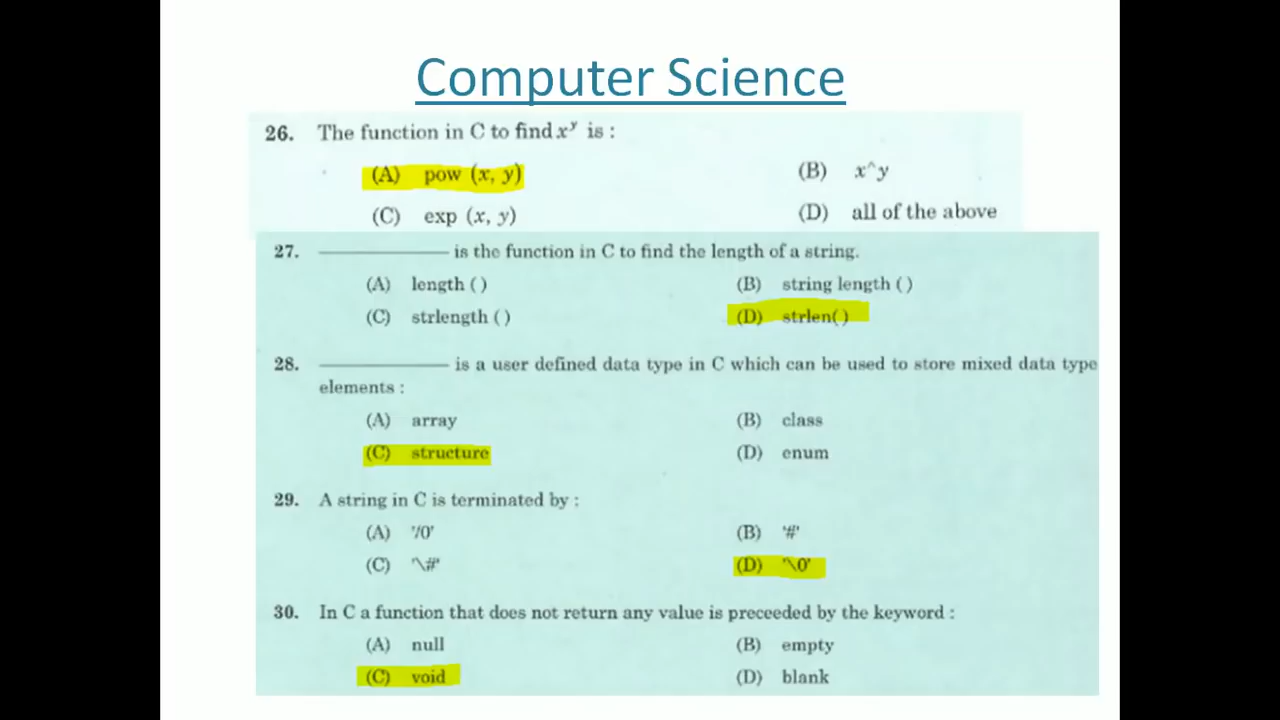 Computer Science
26. The function in C to find x^y is :
(A) pow (x, y) (B) x^y
(C) exp (x, y) (D) all of the above
27. ____________ is the function in C to find the length of a string.
(A) length ( ) (B) string length ( )
(C) strlength ( ) (D) strlen( )
28. ____________ is a user defined data type in C which can be used to store mixed data type
elements :
(A) array (B) class
(C) structure (D) enum
29. A string in C is terminated by :
(A) '/0' (B) '#'
(C) '\#' (D) '\0'
30. In C a function that does not return any value is preceeded by the keyword :
(A) null (B) empty
(C) void (D) blank